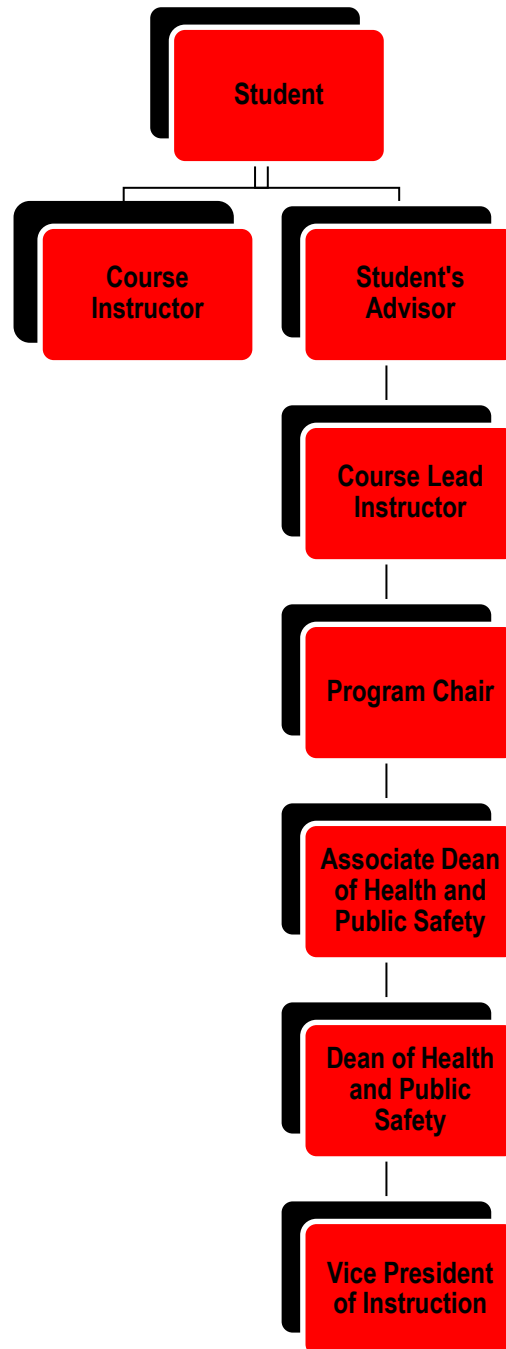 Student
Course
Instructor
Student's
Advisor
Course Lead
Instructor
Program Chair
Associate Dean
of Health and
Public Safety
Dean of Health
and Public
Safety
Vice President
of Instruction